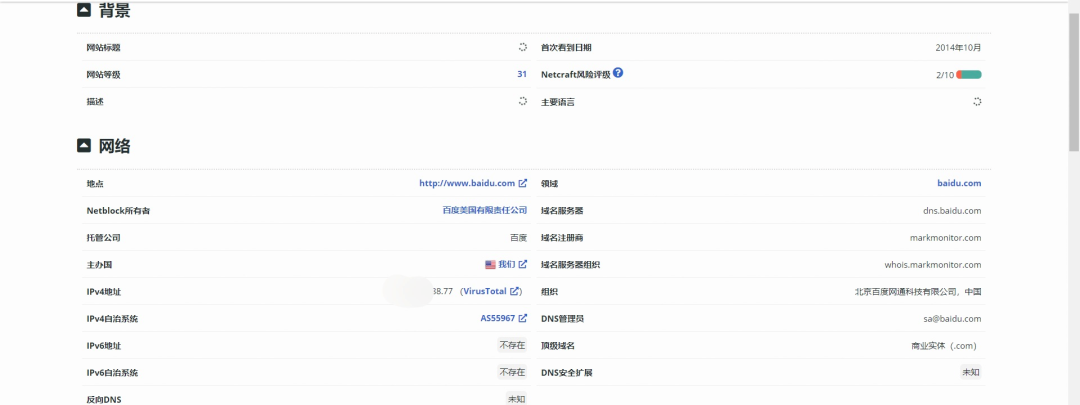 背景
网站标题 首次看到日期 2014年10月
网站等级 31 Netcraft风险评级 ? 2/10
描述 主要语言
网络
地点 http://www.baidu.com 领域 baidu.com
Netblock所有者 百度美国有限责任公司 域名服务器 dns.baidu.com
托管公司 百度 域名注册商 markmonitor.com
主办国 我们 域名服务器组织 whois.markmonitor.com
IPv4地址 38.77 (VirusTotal) 组织 北京百度网通科技有限公司，中国
IPv4自治系统 AS55967 DNS管理员 sa@baidu.com
IPv6地址 不存在 顶级域名 商业实体（.com）
IPv6自治系统 不存在 DNS安全扩展 未知
反向DNS 未知